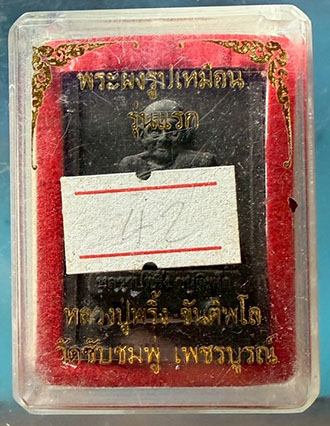 พระผงรูปเหมือน
รุ่นแรก
42
หลวงปู่หริ้ง ขันติพโล
วัดซับชมพู เพชรบูรณ์